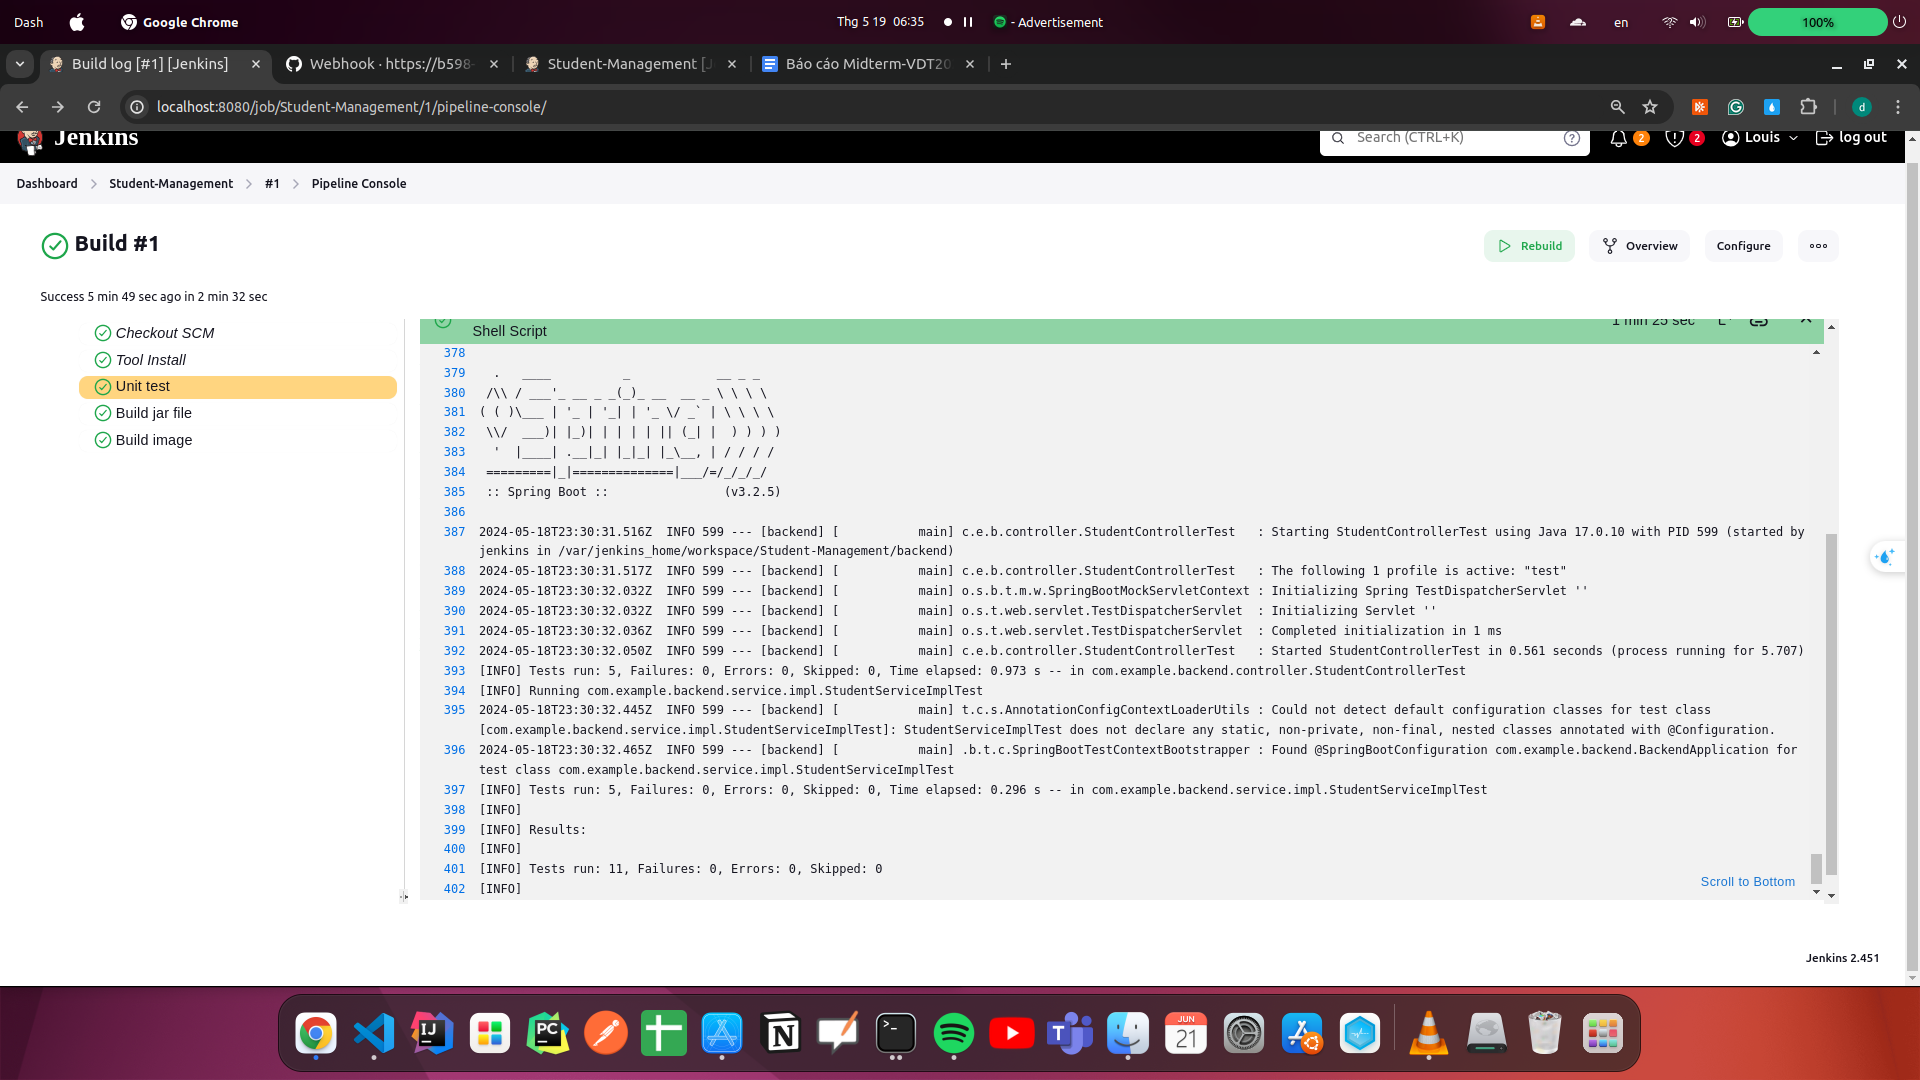 Dash Google Chrome Thg 5 19 06:35 - Advertisement en 100%
Build log [#1] [Jenkins] Webhook · https://b598- Student-Management [J Báo cáo Midterm-VDT20
localhost:8080/job/Student-Management/1/pipeline-console/ d
Jenkins Search (CTRL+K) ? 2 2 Louis log out
Dashboard Student-Management #1 Pipeline Console
Build #1 Rebuild Overview Configure
Success 5 min 49 sec ago in 2 min 32 sec
Checkout SCM
Tool Install
Unit test
Build jar file
Build image
Shell Script 1 min 25 sec
378
379   .   ____          _            __ _ _
380  /\\ / ___'_ __ _ _(_)_ __  __ _ \ \ \ \
381 ( ( )\___ | '_ | '_| | '_ \/ _` | \ \ \ \
382  \\/  ___)| |_)| | | | | || (_| |  ) ) ) )
383   '  |____| .__|_| |_|_| |_\__, | / / / /
384  =========|_|==============|___/=/_/_/_/
385  :: Spring Boot ::                (v3.2.5)
386
387 2024-05-18T23:30:31.516Z  INFO 599 --- [backend] [           main] c.e.b.controller.StudentControllerTest   : Starting StudentControllerTest using Java 17.0.10 with PID 599 (started by
jenkins in /var/jenkins_home/workspace/Student-Management/backend)
388 2024-05-18T23:30:31.517Z  INFO 599 --- [backend] [           main] c.e.b.controller.StudentControllerTest   : The following 1 profile is active: "test"
389 2024-05-18T23:30:32.032Z  INFO 599 --- [backend] [           main] o.s.b.t.m.w.SpringBootMockServletContext : Initializing Spring TestDispatcherServlet ''
390 2024-05-18T23:30:32.032Z  INFO 599 --- [backend] [           main] o.s.t.web.servlet.TestDispatcherServlet  : Initializing Servlet ''
391 2024-05-18T23:30:32.036Z  INFO 599 --- [backend] [           main] o.s.t.web.servlet.TestDispatcherServlet  : Completed initialization in 1 ms
392 2024-05-18T23:30:32.050Z  INFO 599 --- [backend] [           main] c.e.b.controller.StudentControllerTest   : Started StudentControllerTest in 0.561 seconds (process running for 5.707)
393 [INFO] Tests run: 5, Failures: 0, Errors: 0, Skipped: 0, Time elapsed: 0.973 s -- in com.example.backend.controller.StudentControllerTest
394 [INFO] Running com.example.backend.service.impl.StudentServiceImplTest
395 2024-05-18T23:30:32.445Z  INFO 599 --- [backend] [           main] t.c.s.AnnotationConfigContextLoaderUtils : Could not detect default configuration classes for test class
[com.example.backend.service.impl.StudentServiceImplTest]: StudentServiceImplTest does not declare any static, non-private, non-final, nested classes annotated with @Configuration.
396 2024-05-18T23:30:32.465Z  INFO 599 --- [backend] [           main] .b.t.c.SpringBootTestContextBootstrapper : Found @SpringBootConfiguration com.example.backend.BackendApplication for
test class com.example.backend.service.impl.StudentServiceImplTest
397 [INFO] Tests run: 5, Failures: 0, Errors: 0, Skipped: 0, Time elapsed: 0.296 s -- in com.example.backend.service.impl.StudentServiceImplTest
398 [INFO]
399 [INFO] Results:
400 [INFO]
401 [INFO] Tests run: 11, Failures: 0, Errors: 0, Skipped: 0
402 [INFO]
Scroll to Bottom
Jenkins 2.451
IJ PC N >_ T JUN
21